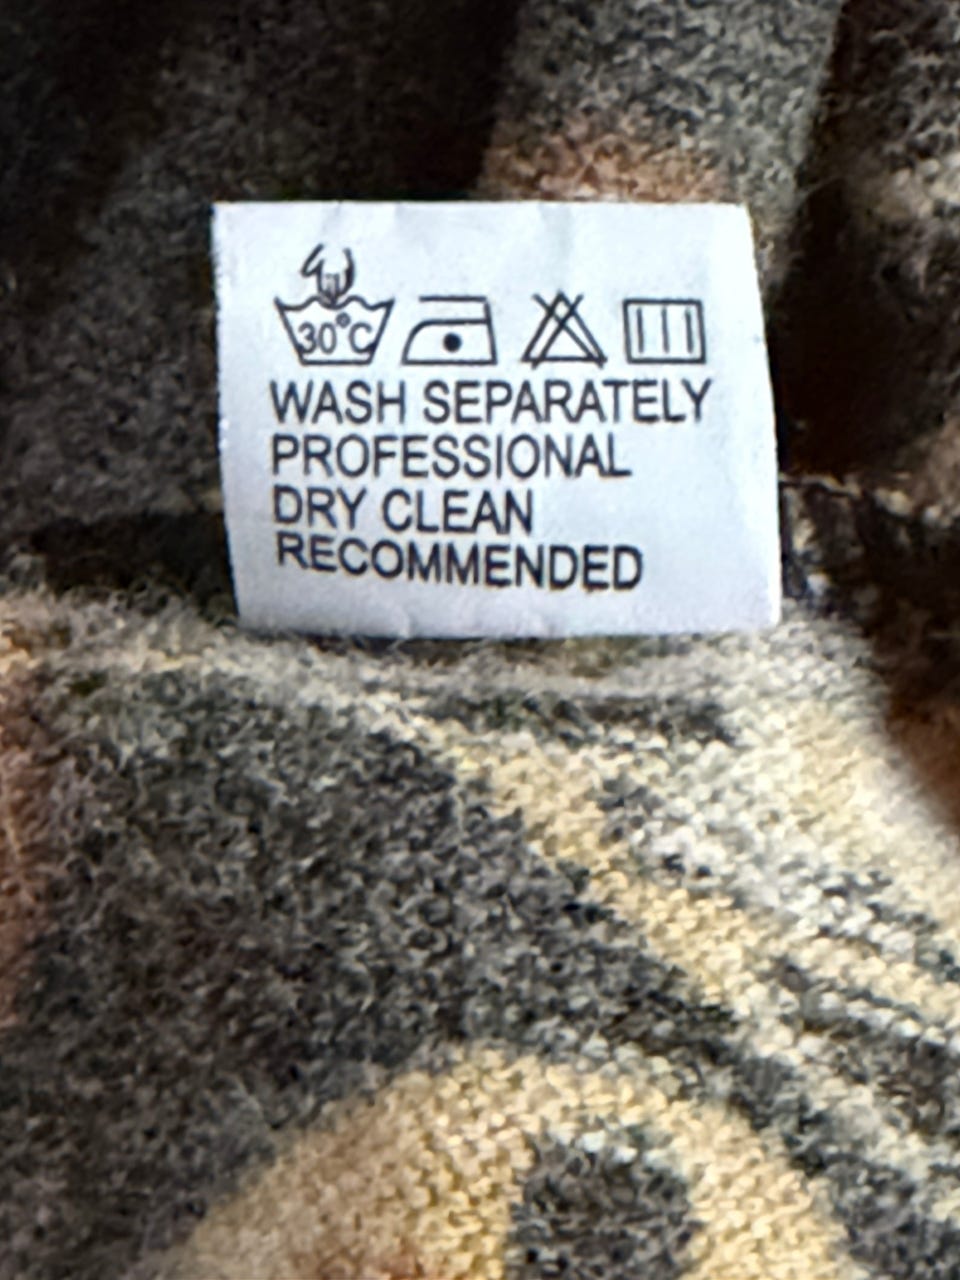 30°C
WASH SEPARATELY
PROFESSIONAL
DRY CLEAN
RECOMMENDED